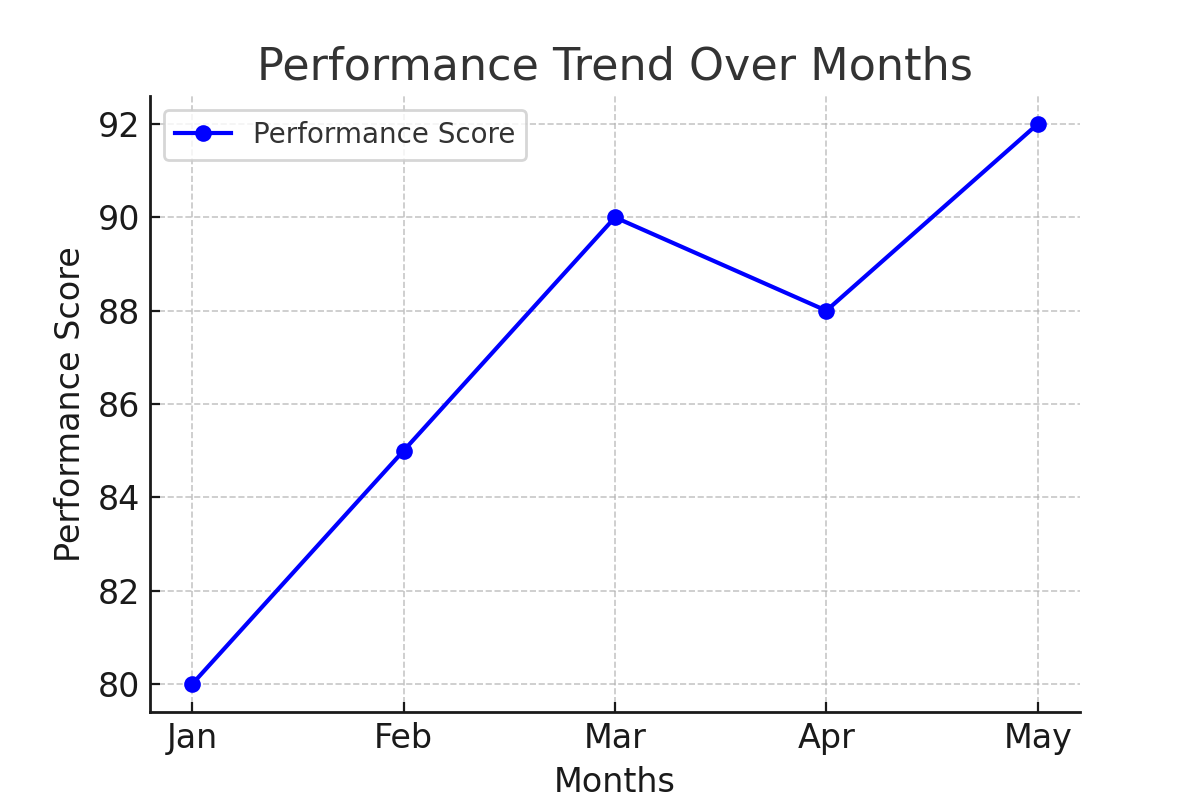 Performance Trend Over Months
Performance Score
92
90
88
86
84
82
80
Performance Score
Jan Feb Mar Apr May
Months